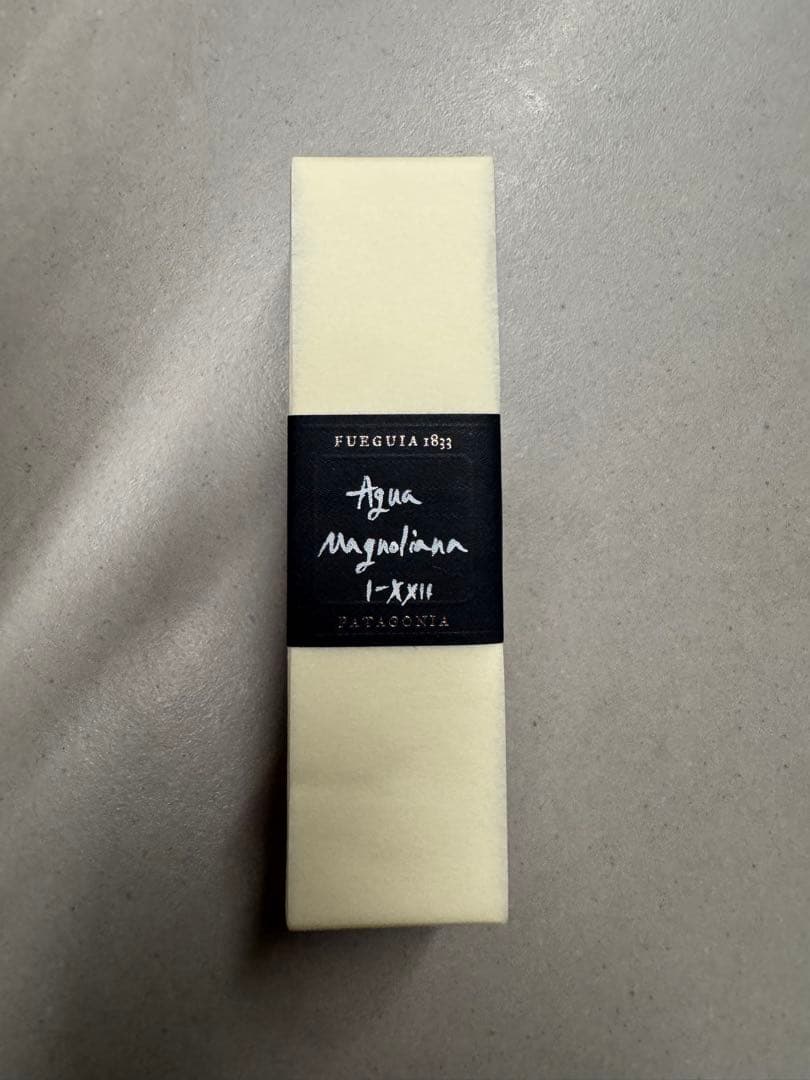 FUEGUIA 1833
Agua
Magnoliana
I-XXII
PATAGONIA